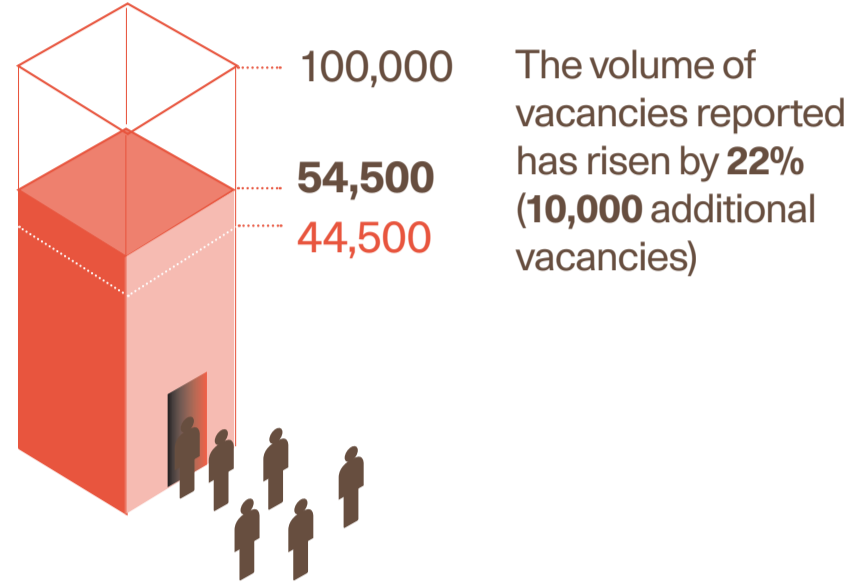 100,000
54,500
44,500
The volume of
vacancies reported
has risen by 22%
(10,000 additional
vacancies)